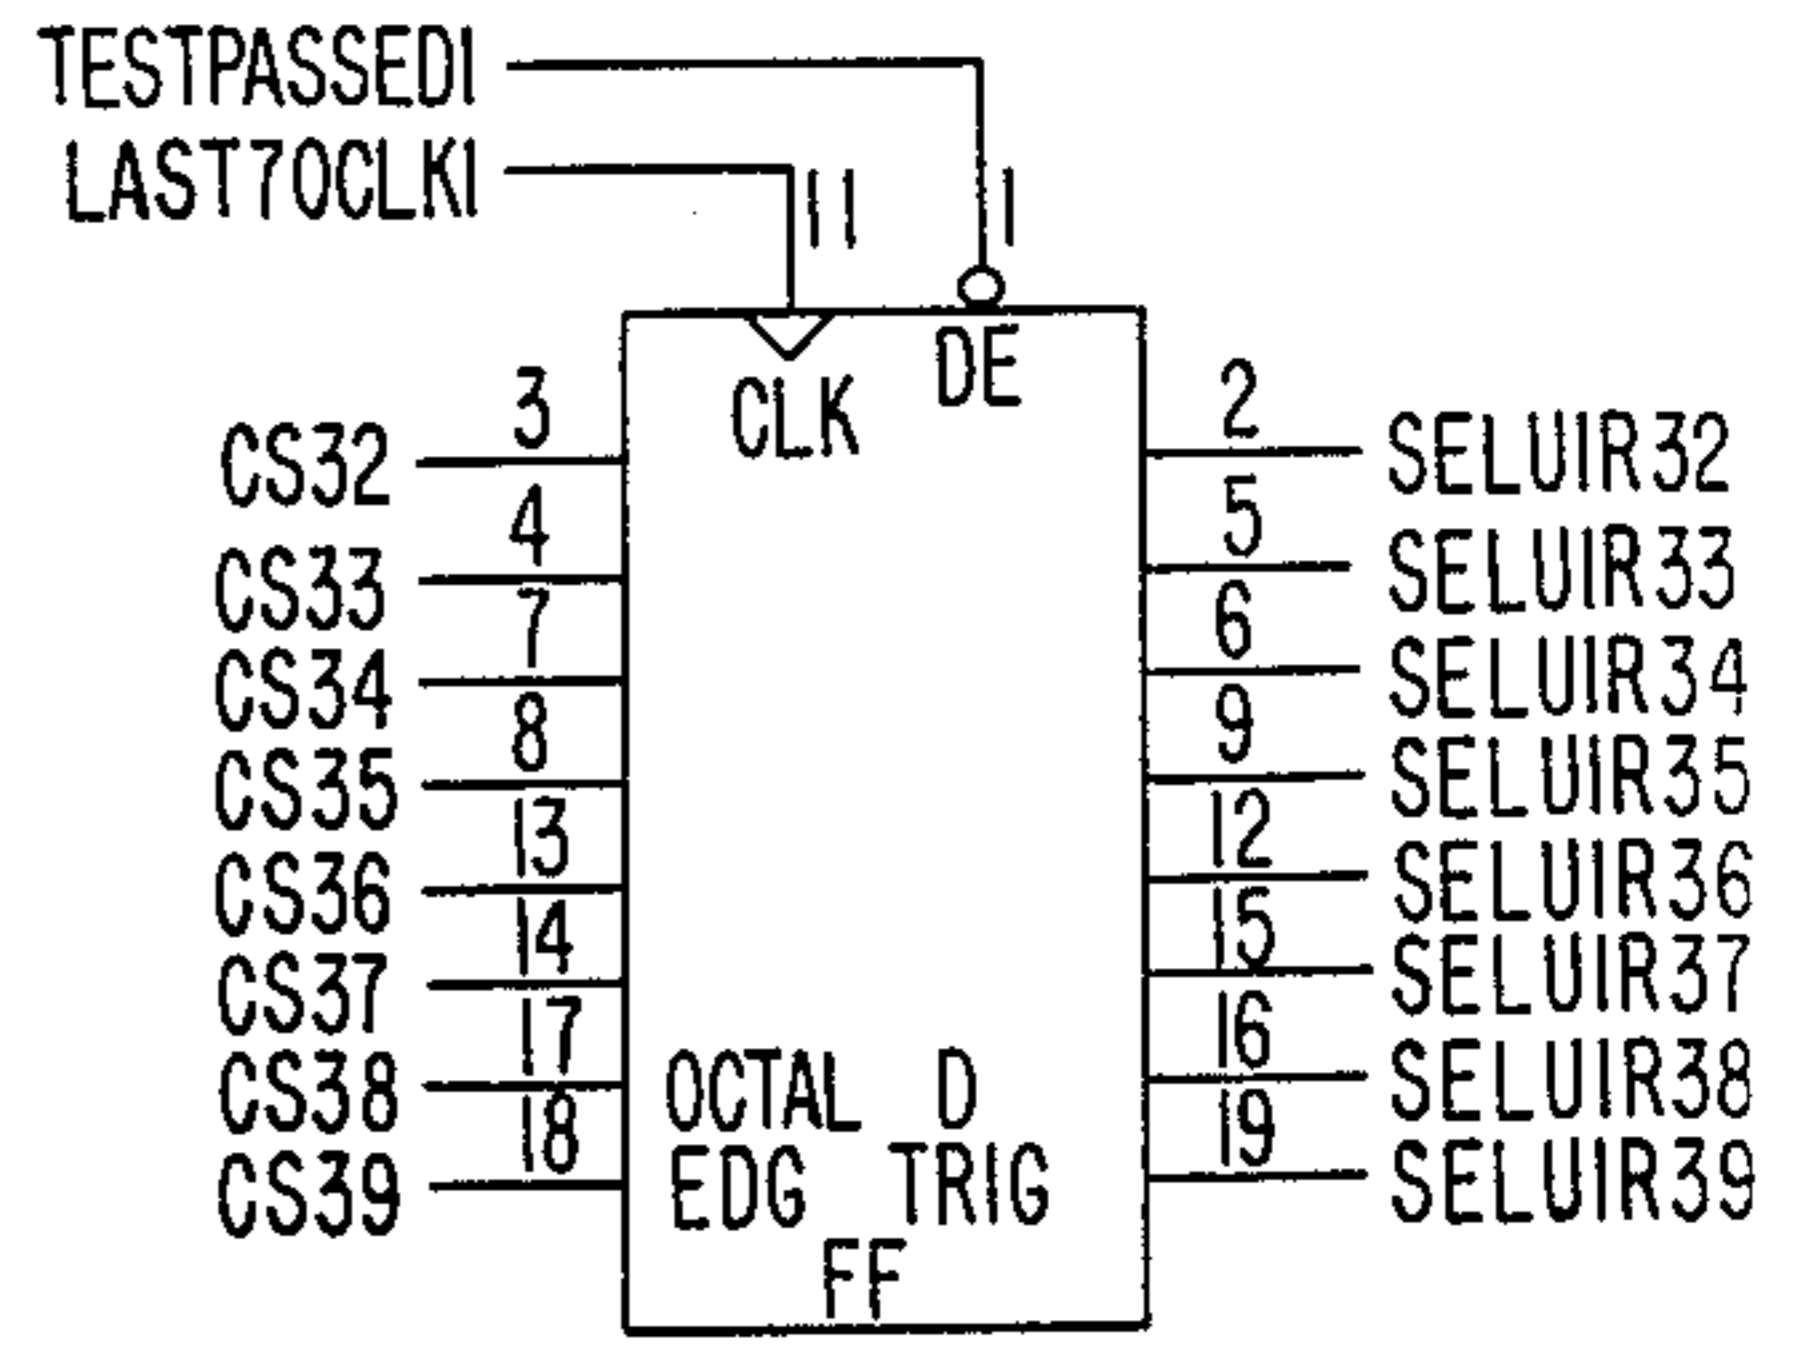 TESTPASSED1
LAST70CLK1
11 1
DE
CLK
3 2
CS32 SELUIR32
4 5
CS33 SELUIR33
7 6
CS34 SELUIR34
8 9
CS35 SELUIR35
13 12
CS36 SELUIR36
14 15
CS37 SELUIR37
17 16
CS38 OCTAL D SELUIR38
18 19
CS39 EDG TRIG SELUIR39
FF